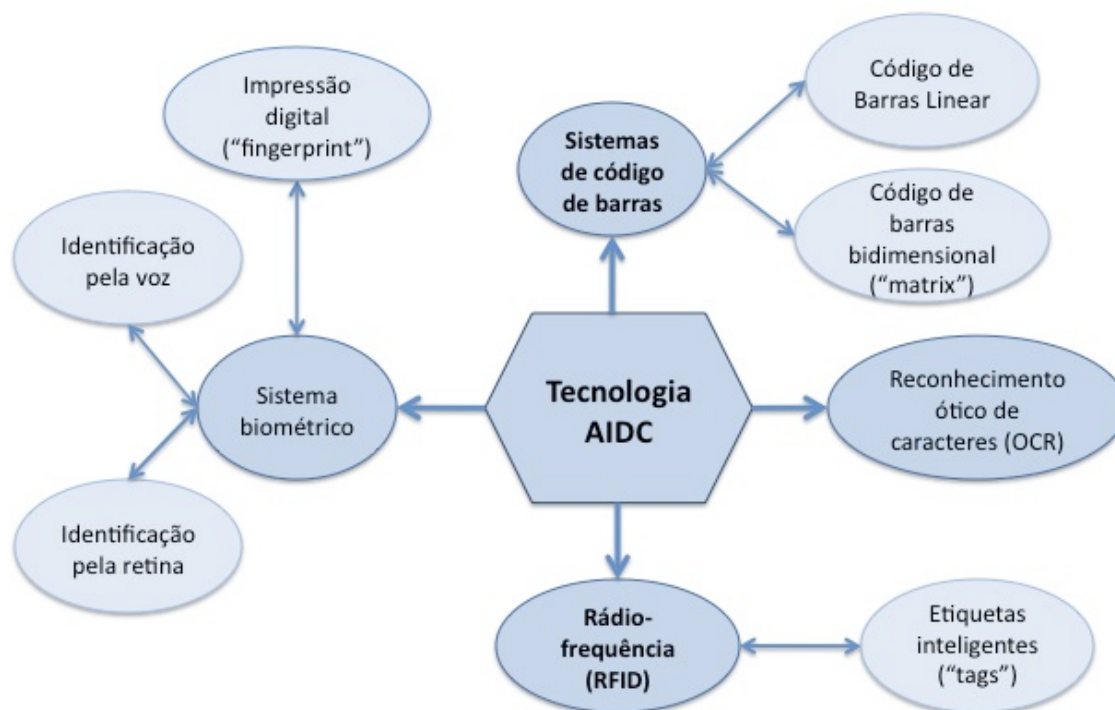 Impressão
digital
(“fingerprint”)
Código de
Barras Linear
Sistemas
de código
de barras
Código de
barras
bidimensional
(“matrix”)
Identificação
pela voz
Sistema
biométrico
Tecnologia
AIDC
Reconhecimento
ótico de
caracteres (OCR)
Identificação
pela retina
Rádio-
frequência
(RFID)
Etiquetas
inteligentes
(“tags”)